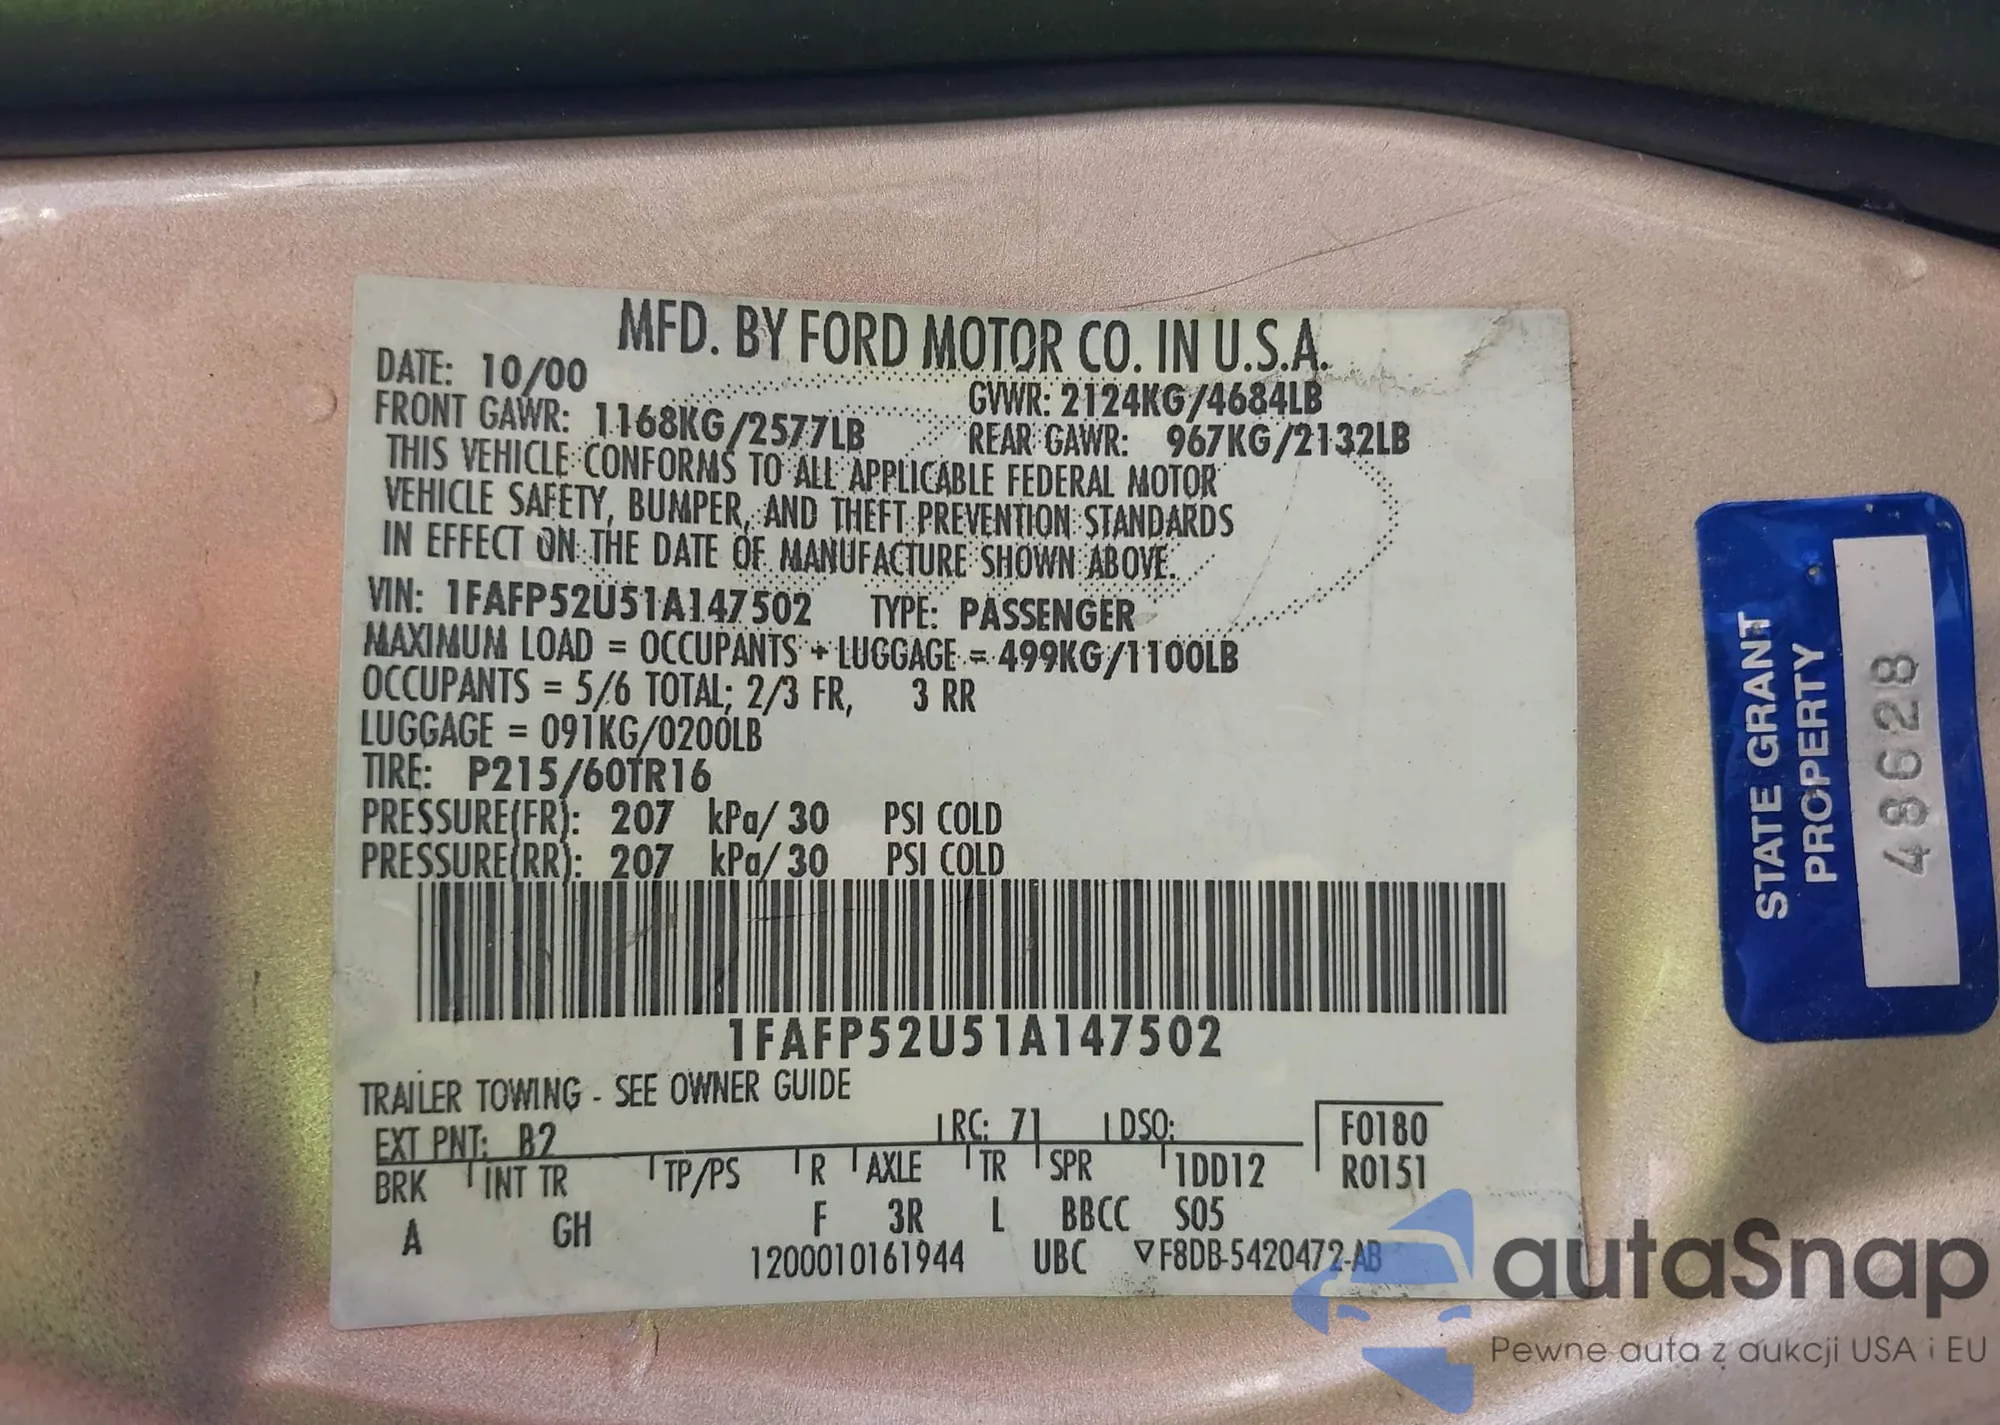 MFD. BY FORD MOTOR CO. IN U.S.A.
DATE: 10/00 GVWR: 2124KG/4684LB
FRONT GAWR: 1168KG/2577LB REAR GAWR: 967KG/2132LB
THIS VEHICLE CONFORMS TO ALL APPLICABLE FEDERAL MOTOR
VEHICLE SAFETY, BUMPER, AND THEFT PREVENTION STANDARDS
IN EFFECT ON THE DATE OF MANUFACTURE SHOWN ABOVE.
VIN: 1FAFP52U51A147502 TYPE: PASSENGER
MAXIMUM LOAD = OCCUPANTS + LUGGAGE = 499KG/1100LB
OCCUPANTS = 5/6 TOTAL; 2/3 FR, 3 RR
LUGGAGE = 091KG/0200LB
TIRE: P215/60TR16
PRESSURE(FR): 207 kPa/ 30 PSI COLD
PRESSURE(RR): 207 kPa/ 30 PSI COLD
1FAFP52U51A147502
TRAILER TOWING - SEE OWNER GUIDE
EXT PNT: B2 RC: 71 DSO: F0180
BRK INT TR TP/PS R AXLE TR SPR 1DD12 R0151
A GH F 3R L BBCC S05
1200010161944 UBC ▽F8DB-5420472-AB
STATE GRANT
PROPERTY
48628
autaSnap
Pewne auta z aukcji USA i EU